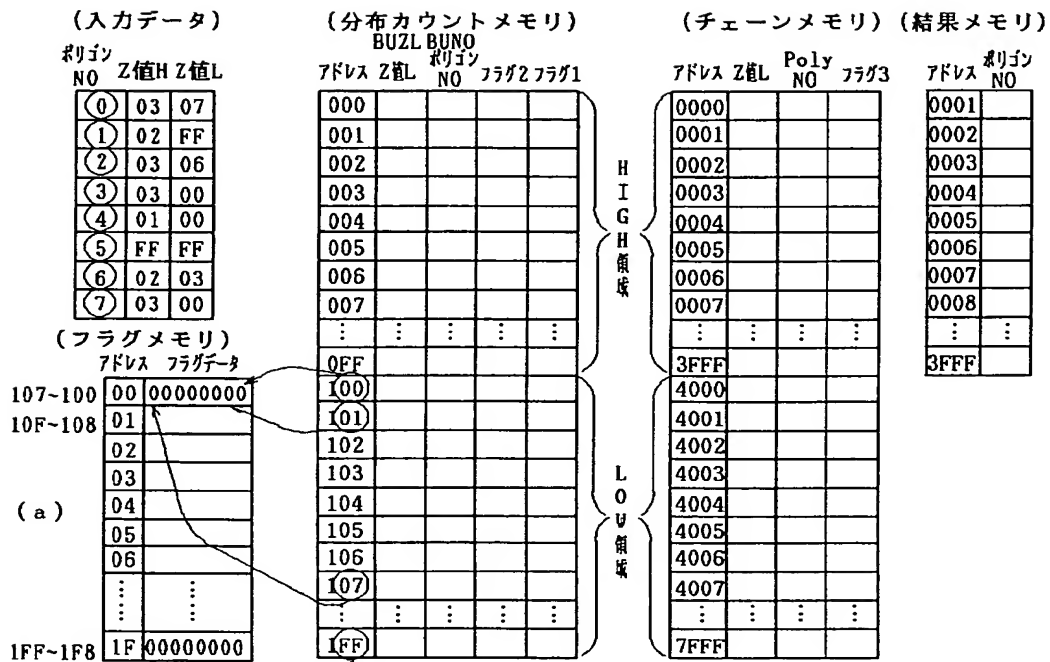 (入力データ)
ポリゴン
NO Z値H Z値L
0 03 07
1 02 FF
2 03 06
3 03 00
4 01 00
5 FF FF
6 02 03
7 03 00
(フラグメモリ)
アドレス フラグデータ
107~100 00 00000000
10F~108 01
02
03
(a) 04
05
06
⋮ ⋮
1FF~1F8 1F 00000000
(分布カウントメモリ)
BUZL BUNO
アドレス Z値L ポリゴンNO フラグ2 フラグ1
000
001
002
003
004
005
006
007
⋮ ⋮ ⋮ ⋮ ⋮
0FF
100
101
102
103
104
105
106
107
⋮ ⋮ ⋮ ⋮ ⋮
1FF
HIGH領域
LOW領域
(チェーンメモリ)
アドレス Z値L Poly NO フラグ3
0000
0001
0002
0003
0004
0005
0006
0007
⋮ ⋮ ⋮ ⋮
3FFF
4000
4001
4002
4003
4004
4005
4006
4007
⋮ ⋮ ⋮ ⋮
7FFF
(結果メモリ)
アドレス ポリゴンNO
0001
0002
0003
0004
0005
0006
0007
0008
⋮ ⋮
3FFF